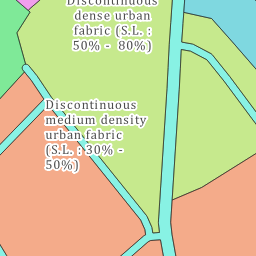 Discontinuous
dense urban
fabric (S.L. :
50% - 80%)
Discontinuous
medium density
urban fabric
(S.L. : 30% -
50%)